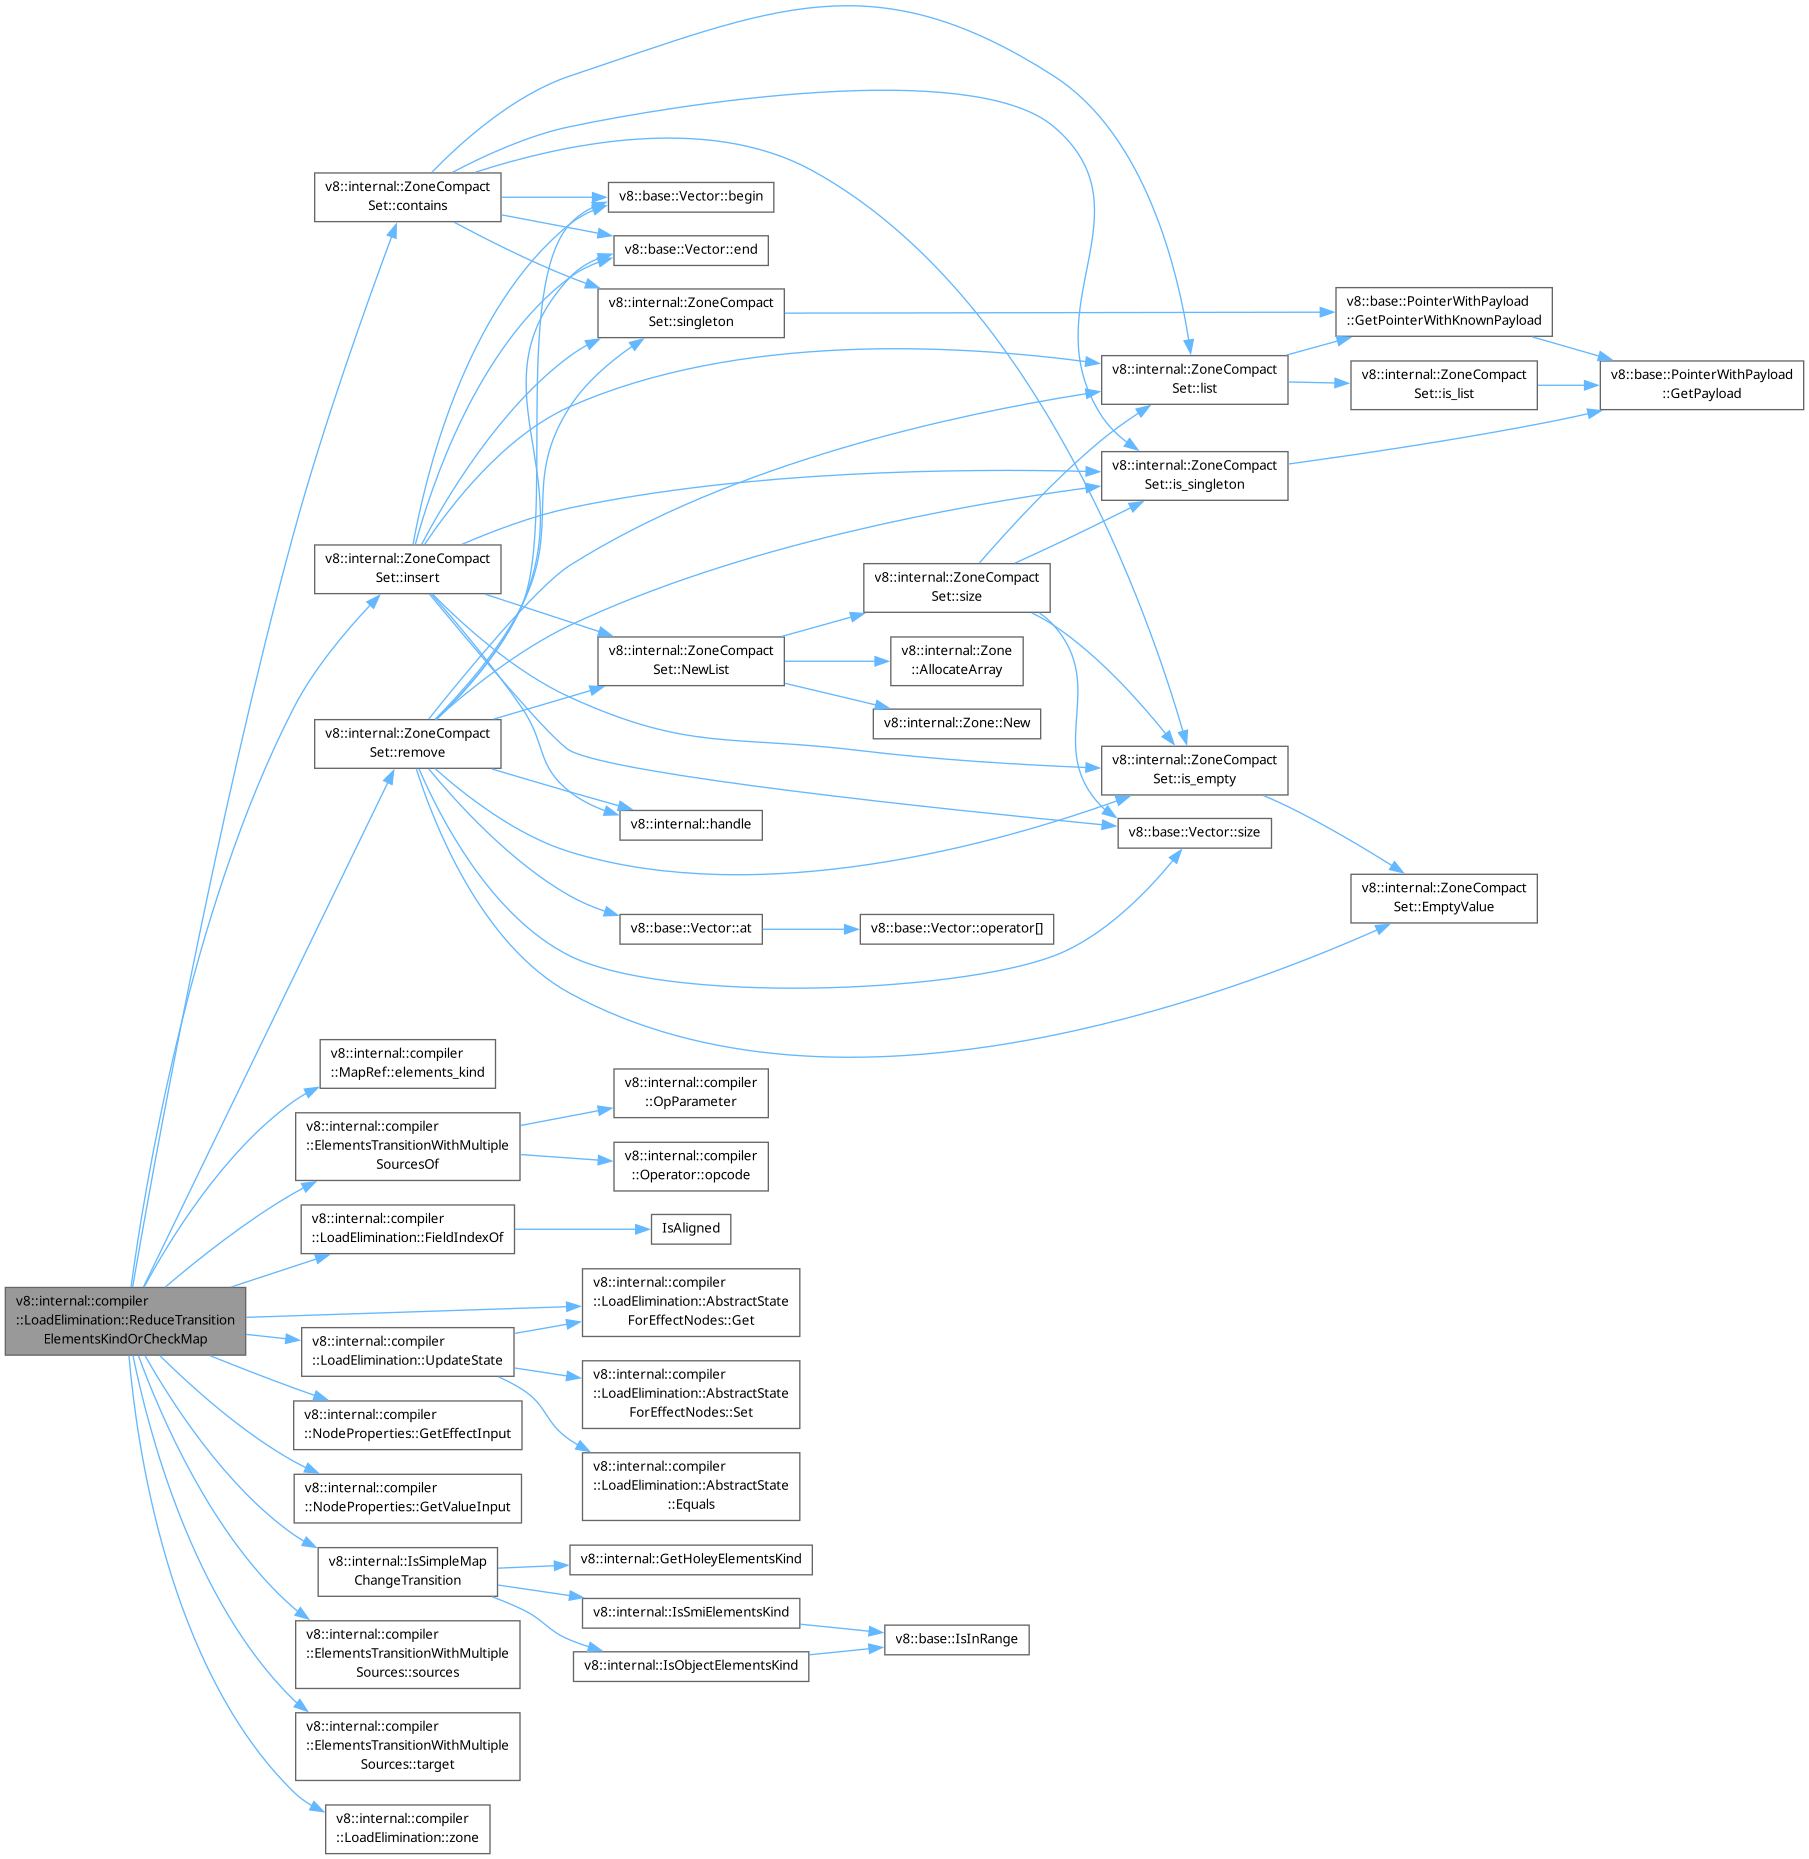 v8::internal::compiler
::LoadElimination::ReduceTransition
ElementsKindOrCheckMap
v8::internal::ZoneCompact
Set::contains
v8::internal::ZoneCompact
Set::insert
v8::internal::ZoneCompact
Set::remove
v8::internal::compiler
::MapRef::elements_kind
v8::internal::compiler
::ElementsTransitionWithMultiple
SourcesOf
v8::internal::compiler
::LoadElimination::FieldIndexOf
v8::internal::compiler
::LoadElimination::UpdateState
v8::internal::compiler
::NodeProperties::GetEffectInput
v8::internal::compiler
::NodeProperties::GetValueInput
v8::internal::IsSimpleMap
ChangeTransition
v8::internal::compiler
::ElementsTransitionWithMultiple
Sources::sources
v8::internal::compiler
::ElementsTransitionWithMultiple
Sources::target
v8::internal::compiler
::LoadElimination::zone
v8::base::Vector::begin
v8::base::Vector::end
v8::internal::ZoneCompact
Set::singleton
v8::internal::ZoneCompact
Set::NewList
v8::internal::handle
v8::base::Vector::at
v8::internal::compiler
::OpParameter
v8::internal::compiler
::Operator::opcode
IsAligned
v8::internal::compiler
::LoadElimination::AbstractState
ForEffectNodes::Get
v8::internal::compiler
::LoadElimination::AbstractState
ForEffectNodes::Set
v8::internal::compiler
::LoadElimination::AbstractState
::Equals
v8::internal::GetHoleyElementsKind
v8::internal::IsSmiElementsKind
v8::internal::IsObjectElementsKind
v8::internal::ZoneCompact
Set::size
v8::internal::Zone
::AllocateArray
v8::internal::Zone::New
v8::base::Vector::operator[]
v8::base::IsInRange
v8::internal::ZoneCompact
Set::list
v8::internal::ZoneCompact
Set::is_singleton
v8::internal::ZoneCompact
Set::is_empty
v8::base::Vector::size
v8::base::PointerWithPayload
::GetPointerWithKnownPayload
v8::internal::ZoneCompact
Set::is_list
v8::internal::ZoneCompact
Set::EmptyValue
v8::base::PointerWithPayload
::GetPayload